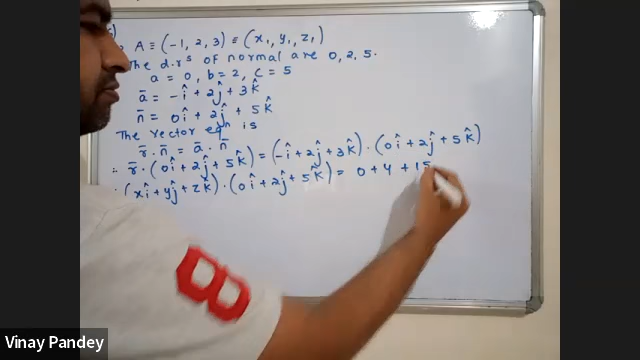 A ≡ (-1, 2, 3) ≡ (x₁, y₁, z₁)
The d.rs of normal are 0, 2, 5.
a = 0, b = 2, c = 5
ā = -î + 2ĵ + 3k̂
n̄ = 0î + 2ĵ + 5k̂
The vector eqⁿ is
r̄ · n̄ = ā · n̄
∴ r̄ · (0î + 2ĵ + 5k̂) = (-î + 2ĵ + 3k̂) · (0î + 2ĵ + 5k̂)
(xî + yĵ + zk̂) · (0î + 2ĵ + 5k̂) = 0 + 4 + 15
B
Vinay Pandey